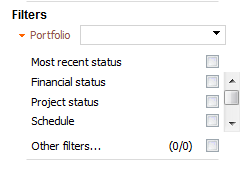 Filters
Portfolio
Most recent status
Financial status
Project status
Schedule
Other filters... (0/0)